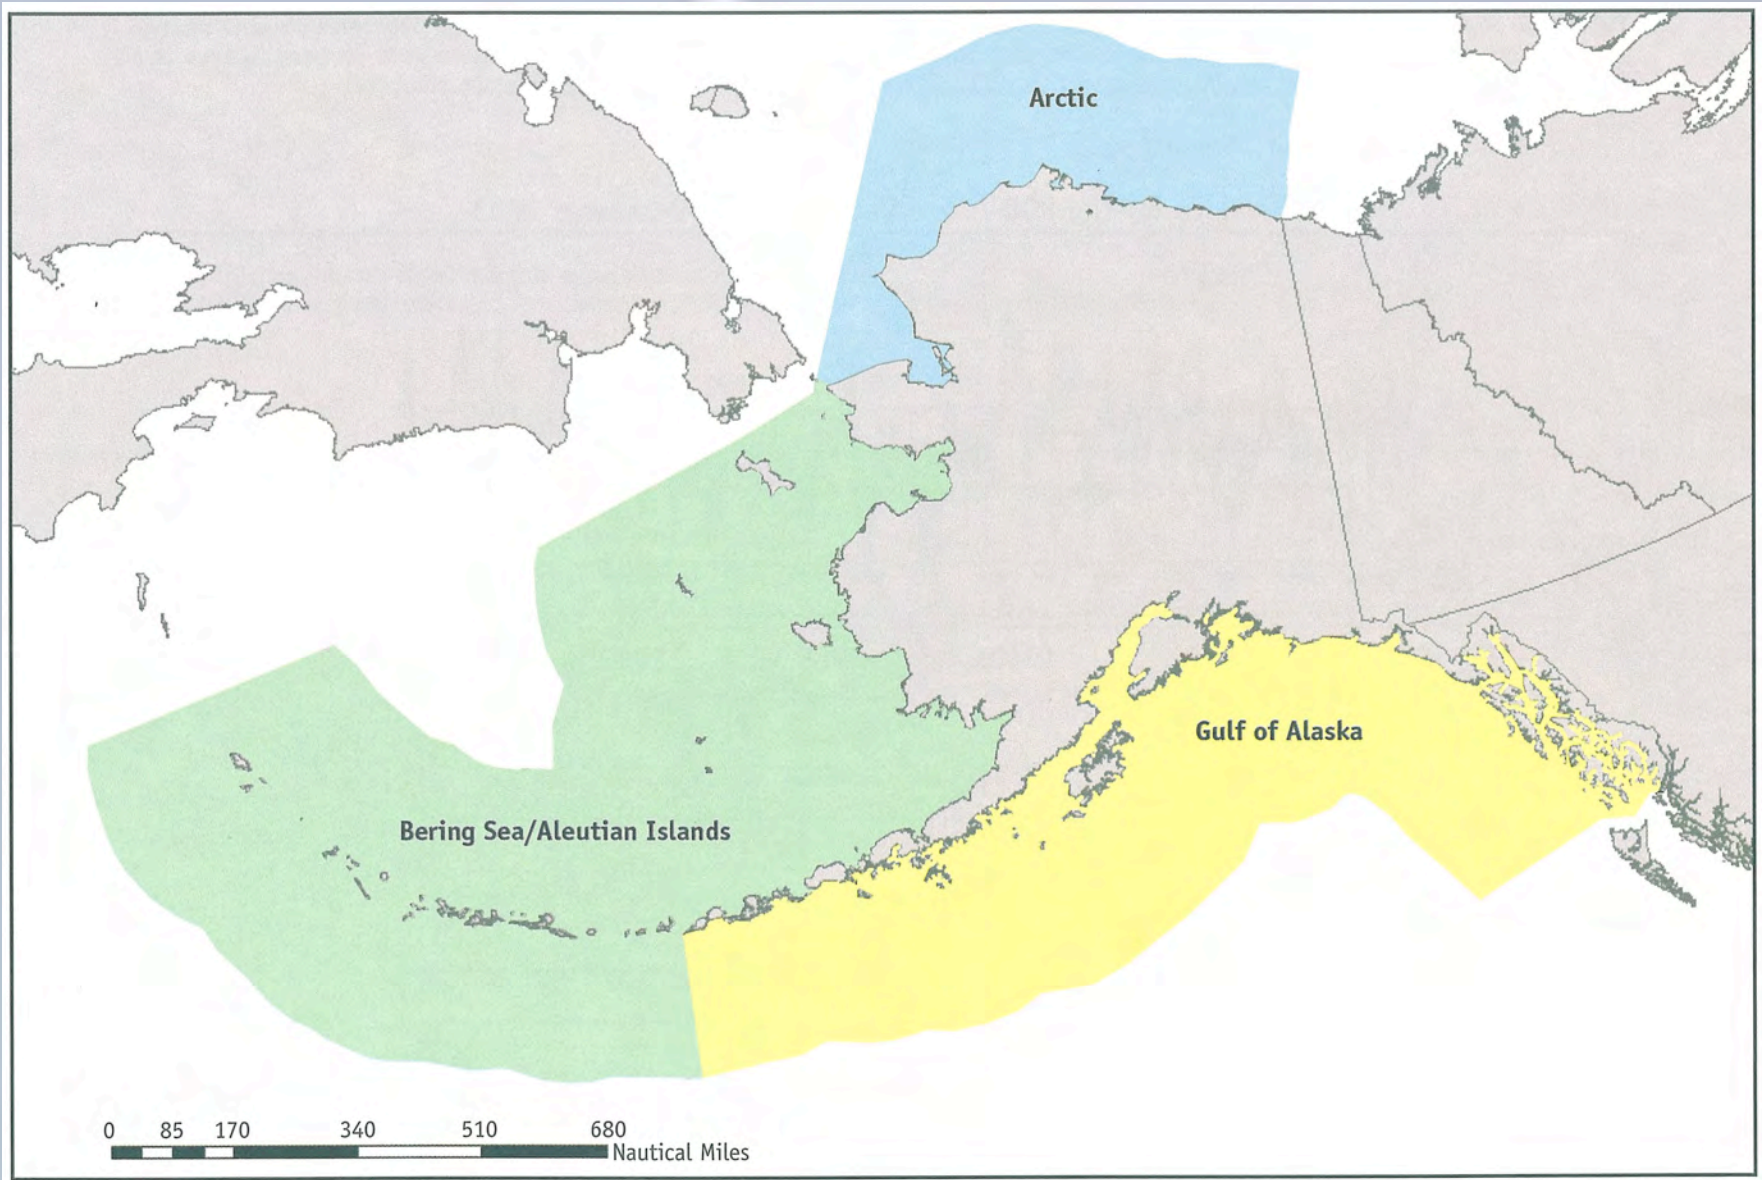 Arctic
Gulf of Alaska
Bering Sea/Aleutian Islands
0 85 170 340 510 680
Nautical Miles